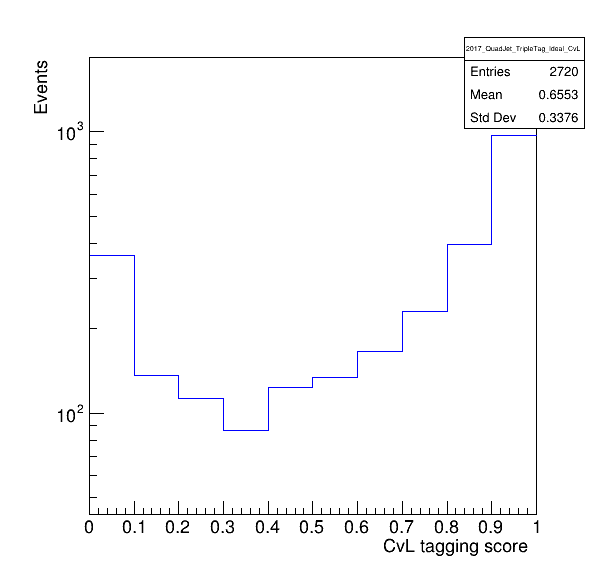 2017_QuadJet_TripleTag_Ideal_CvL
Entries 2720
Mean 0.6553
Std Dev 0.3376
Events
10³
10²
0 0.1 0.2 0.3 0.4 0.5 0.6 0.7 0.8 0.9 1
CvL tagging score